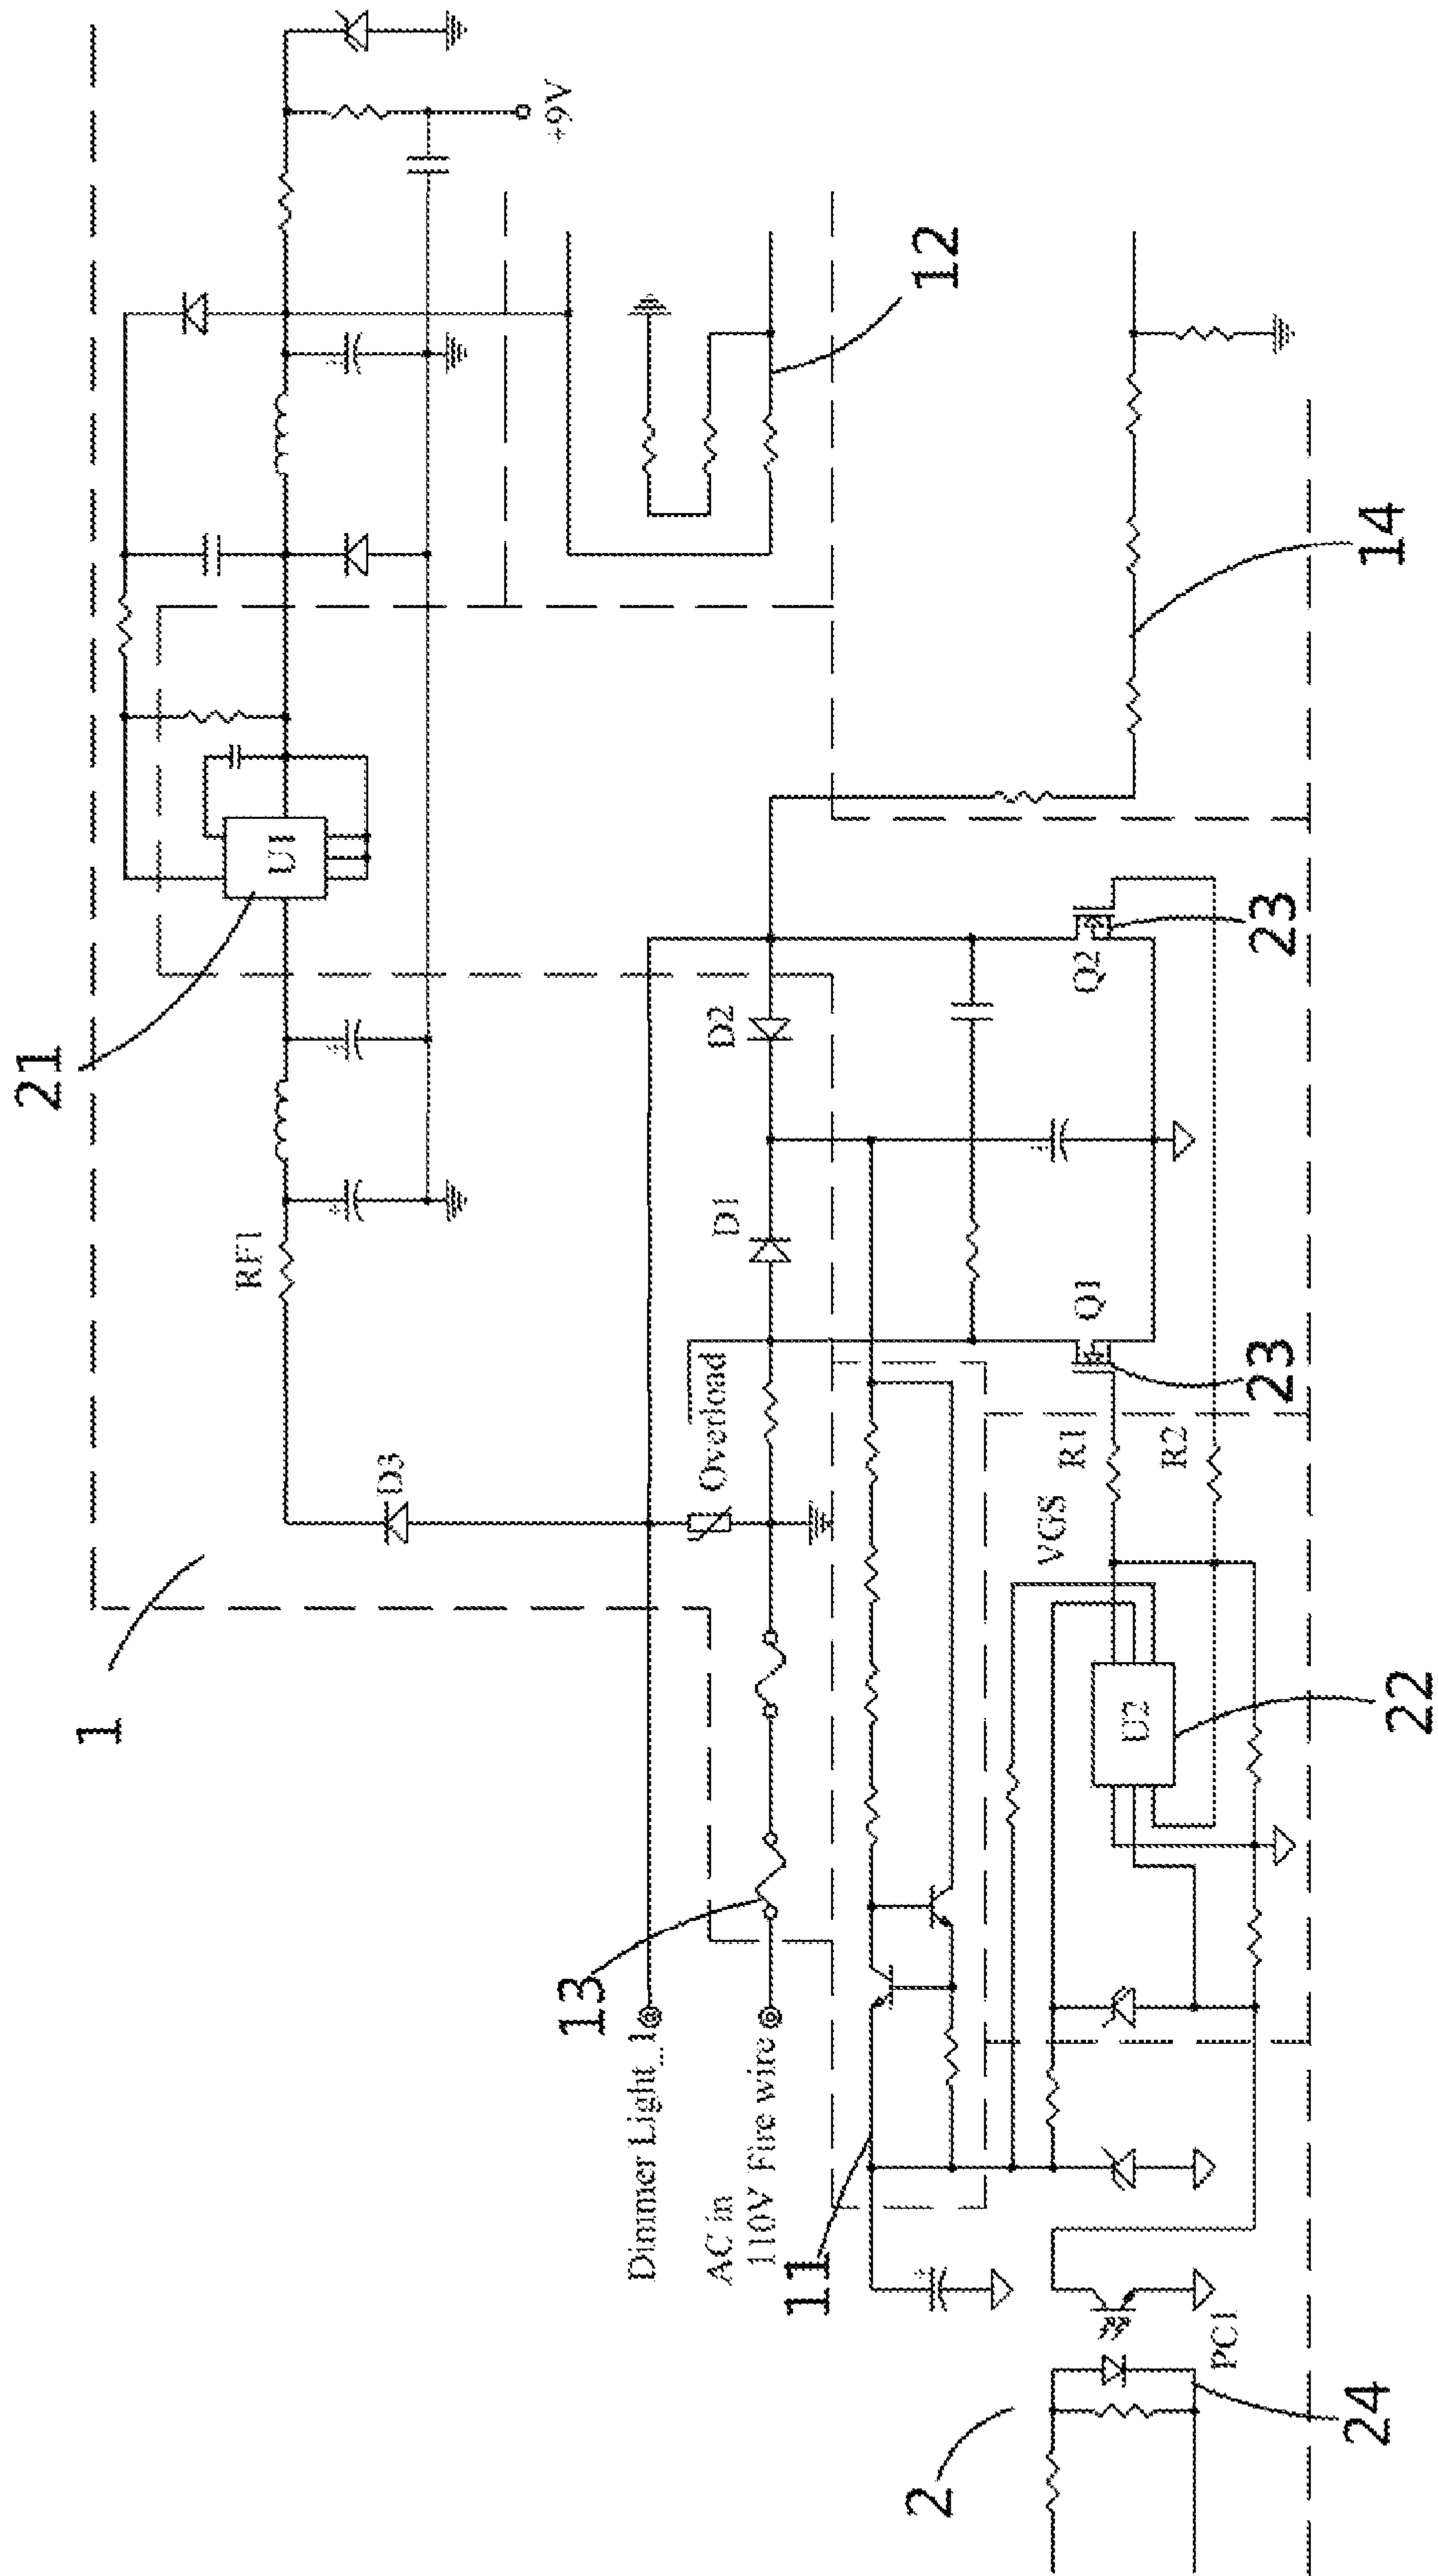 1
21
RF1
U1
+9V
D3
12
Dimmer Light_1
13
Overload
D1
D2
AC in
110V Fire wire
11
14
2
VGS
R1
Q1
Q2
R2
23
23
PC1
U2
24
22